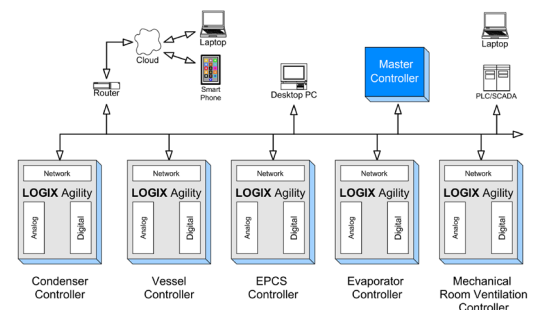 Laptop
Cloud
Smart
Phone
Router
Desktop PC
Master
Controller
Laptop
PLC/SCADA
Network
LOGIX Agility
Analog
Digital
Condenser
Controller
Network
LOGIX Agility
Analog
Digital
Vessel
Controller
Network
LOGIX Agility
Analog
Digital
EPCS
Controller
Network
LOGIX Agility
Analog
Digital
Evaporator
Controller
Network
LOGIX Agility
Analog
Digital
Mechanical
Room Ventilation
Controller